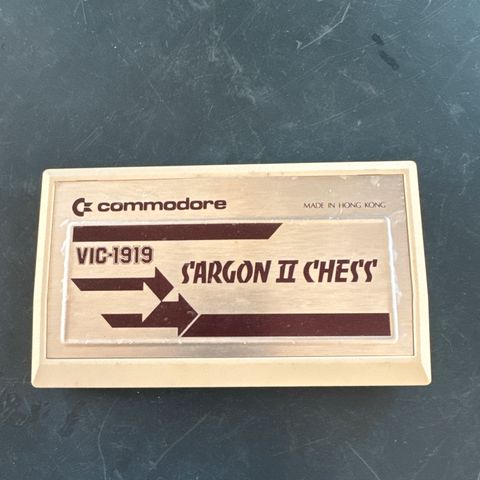 commodore
MADE IN HONG KONG
VIC-1919
SARGON II CHESS